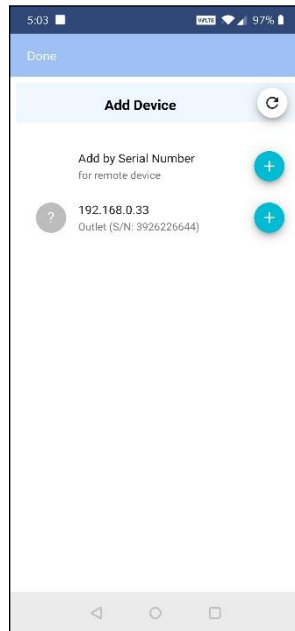 5:03 VoLTE 97%
Done
Add Device
Add by Serial Number
for remote device
? 192.168.0.33
Outlet (S/N: 3926226644)